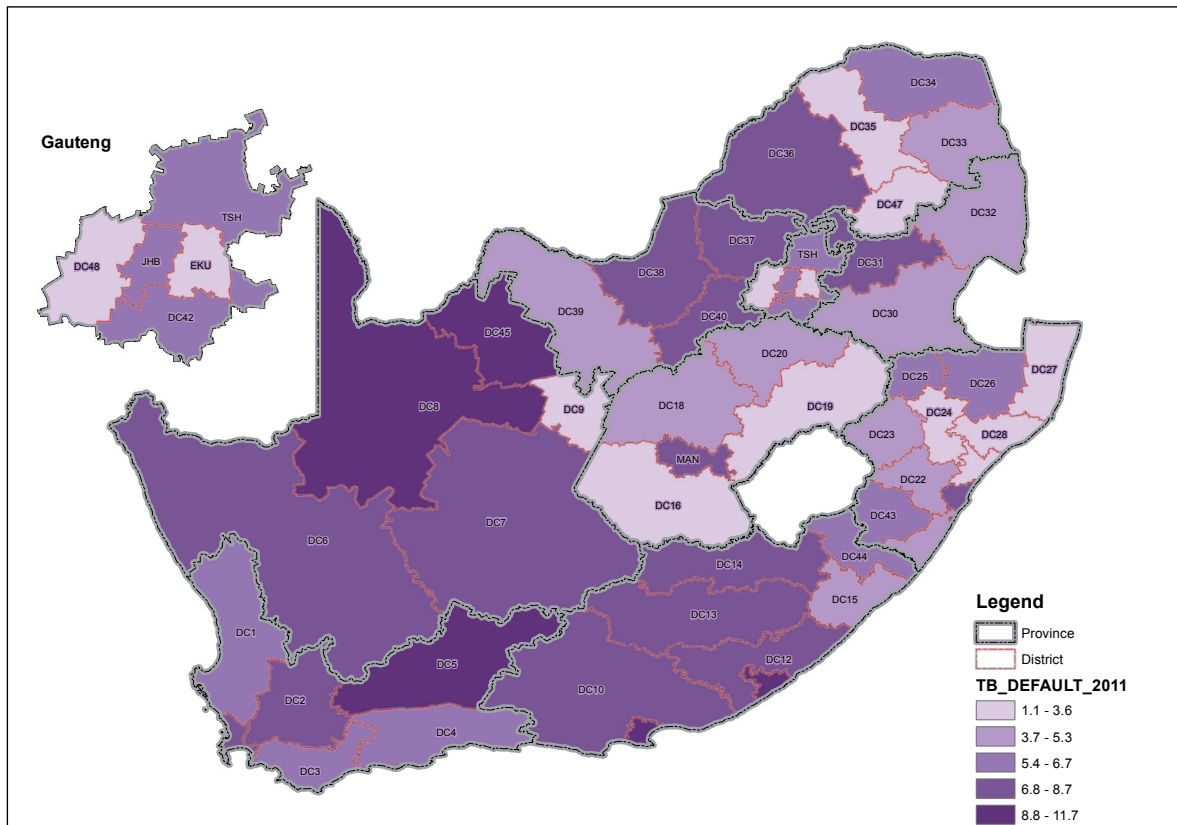 Gauteng
TSH
DC48
JHB
EKU
DC42
DC34
DC35
DC33
DC36
DC47
DC32
DC37
TSH
DC31
DC38
DC39
DC40
DC30
DC45
DC20
DC25
DC26
DC27
DC8
DC9
DC18
DC19
DC24
DC23
DC28
MAN
DC22
DC16
DC43
DC6
DC7
DC44
DC14
DC15
DC13
DC1
DC5
DC12
DC10
DC2
DC4
DC3
Legend
Province
District
TB_DEFAULT_2011
1.1 - 3.6
3.7 - 5.3
5.4 - 6.7
6.8 - 8.7
8.8 - 11.7